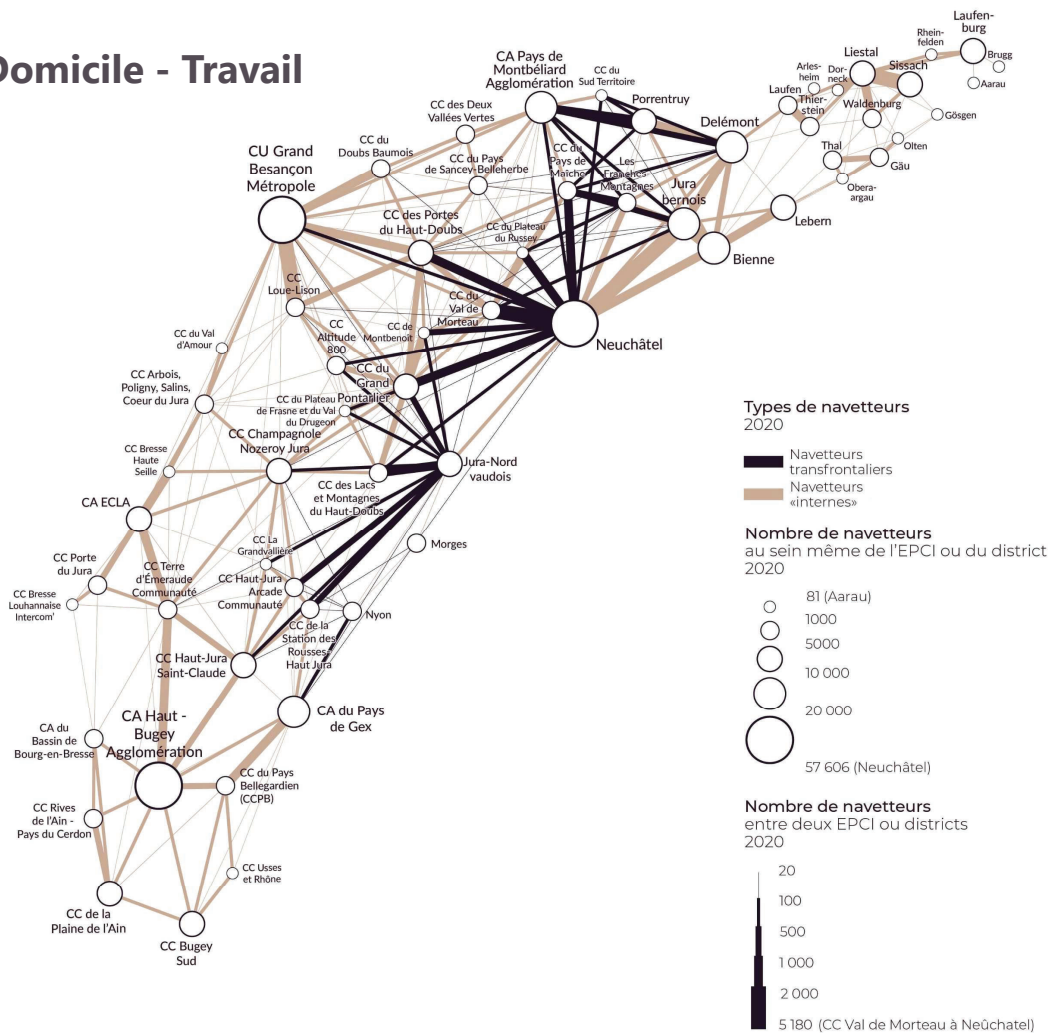 Domicile - Travail
Laufen-
burg
Rhein-
felden
Liestal
Brugg
Sissach
Aarau
Arles-
heim
Dor-
neck
Laufen
Thier-
stein
Waldenburg
Gösgen
Olten
Thal
Gäu
Obera-
argau
Lebern
CA Pays de
Montbéliard
Agglomération
CC du
Sud Territoire
Porrentruy
Delémont
CC des Deux
Vallées Vertes
CC du
Doubs Baumois
CC du Pays
de Sancey-Belleherbe
CC du
Pays de
Maîche
Les
Franches
Montagnes
Jura
bernois
Bienne
CU Grand
Besançon
Métropole
CC des Portes
du Haut-Doubs
CC du Plateau
du Russey
CC
Loue-Lison
CC du
Val de
Morteau
CC de
Montbenoit
Neuchâtel
CC
Altitude
800
CC du Val
d'Amour
CC du
Grand
Pontarlier
CC Arbois,
Poligny, Salins,
Coeur du Jura
CC du Plateau
de Frasne et du Val
du Drugeon
CC Champagnole
Nozeroy Jura
CC Bresse
Haute
Seille
Jura-Nord
vaudois
CC des Lacs
et Montagnes
du Haut-Doubs
CA ECLA
CC La
Grandvallière
Morges
CC Porte
du Jura
CC Terre
d'Émeraude
Communauté
CC Haut-Jura
Arcade
Communauté
CC Bresse
Louhannaise
Intercom'
Nyon
CC de la
Station des
Rousses-
Haut Jura
CC Haut-Jura
Saint-Claude
CA du Pays
de Gex
CA Haut -
Bugey
Agglomération
CA du
Bassin de
Bourg-en-Bresse
CC du Pays
Bellegardien
(CCPB)
CC Rives
de l'Ain -
Pays du Cerdon
CC Usses
et Rhône
CC de la
Plaine de l'Ain
CC Bugey
Sud
Types de navetteurs
2020
Navetteurs
transfrontaliers
Navetteurs
«internes»
Nombre de navetteurs
au sein même de l'EPCI ou du district
2020
81 (Aarau)
1000
5000
10 000
20 000
57 606 (Neuchâtel)
Nombre de navetteurs
entre deux EPCI ou districts
2020
20
100
500
1 000
2 000
5 180 (CC Val de Morteau à Neûchatel)